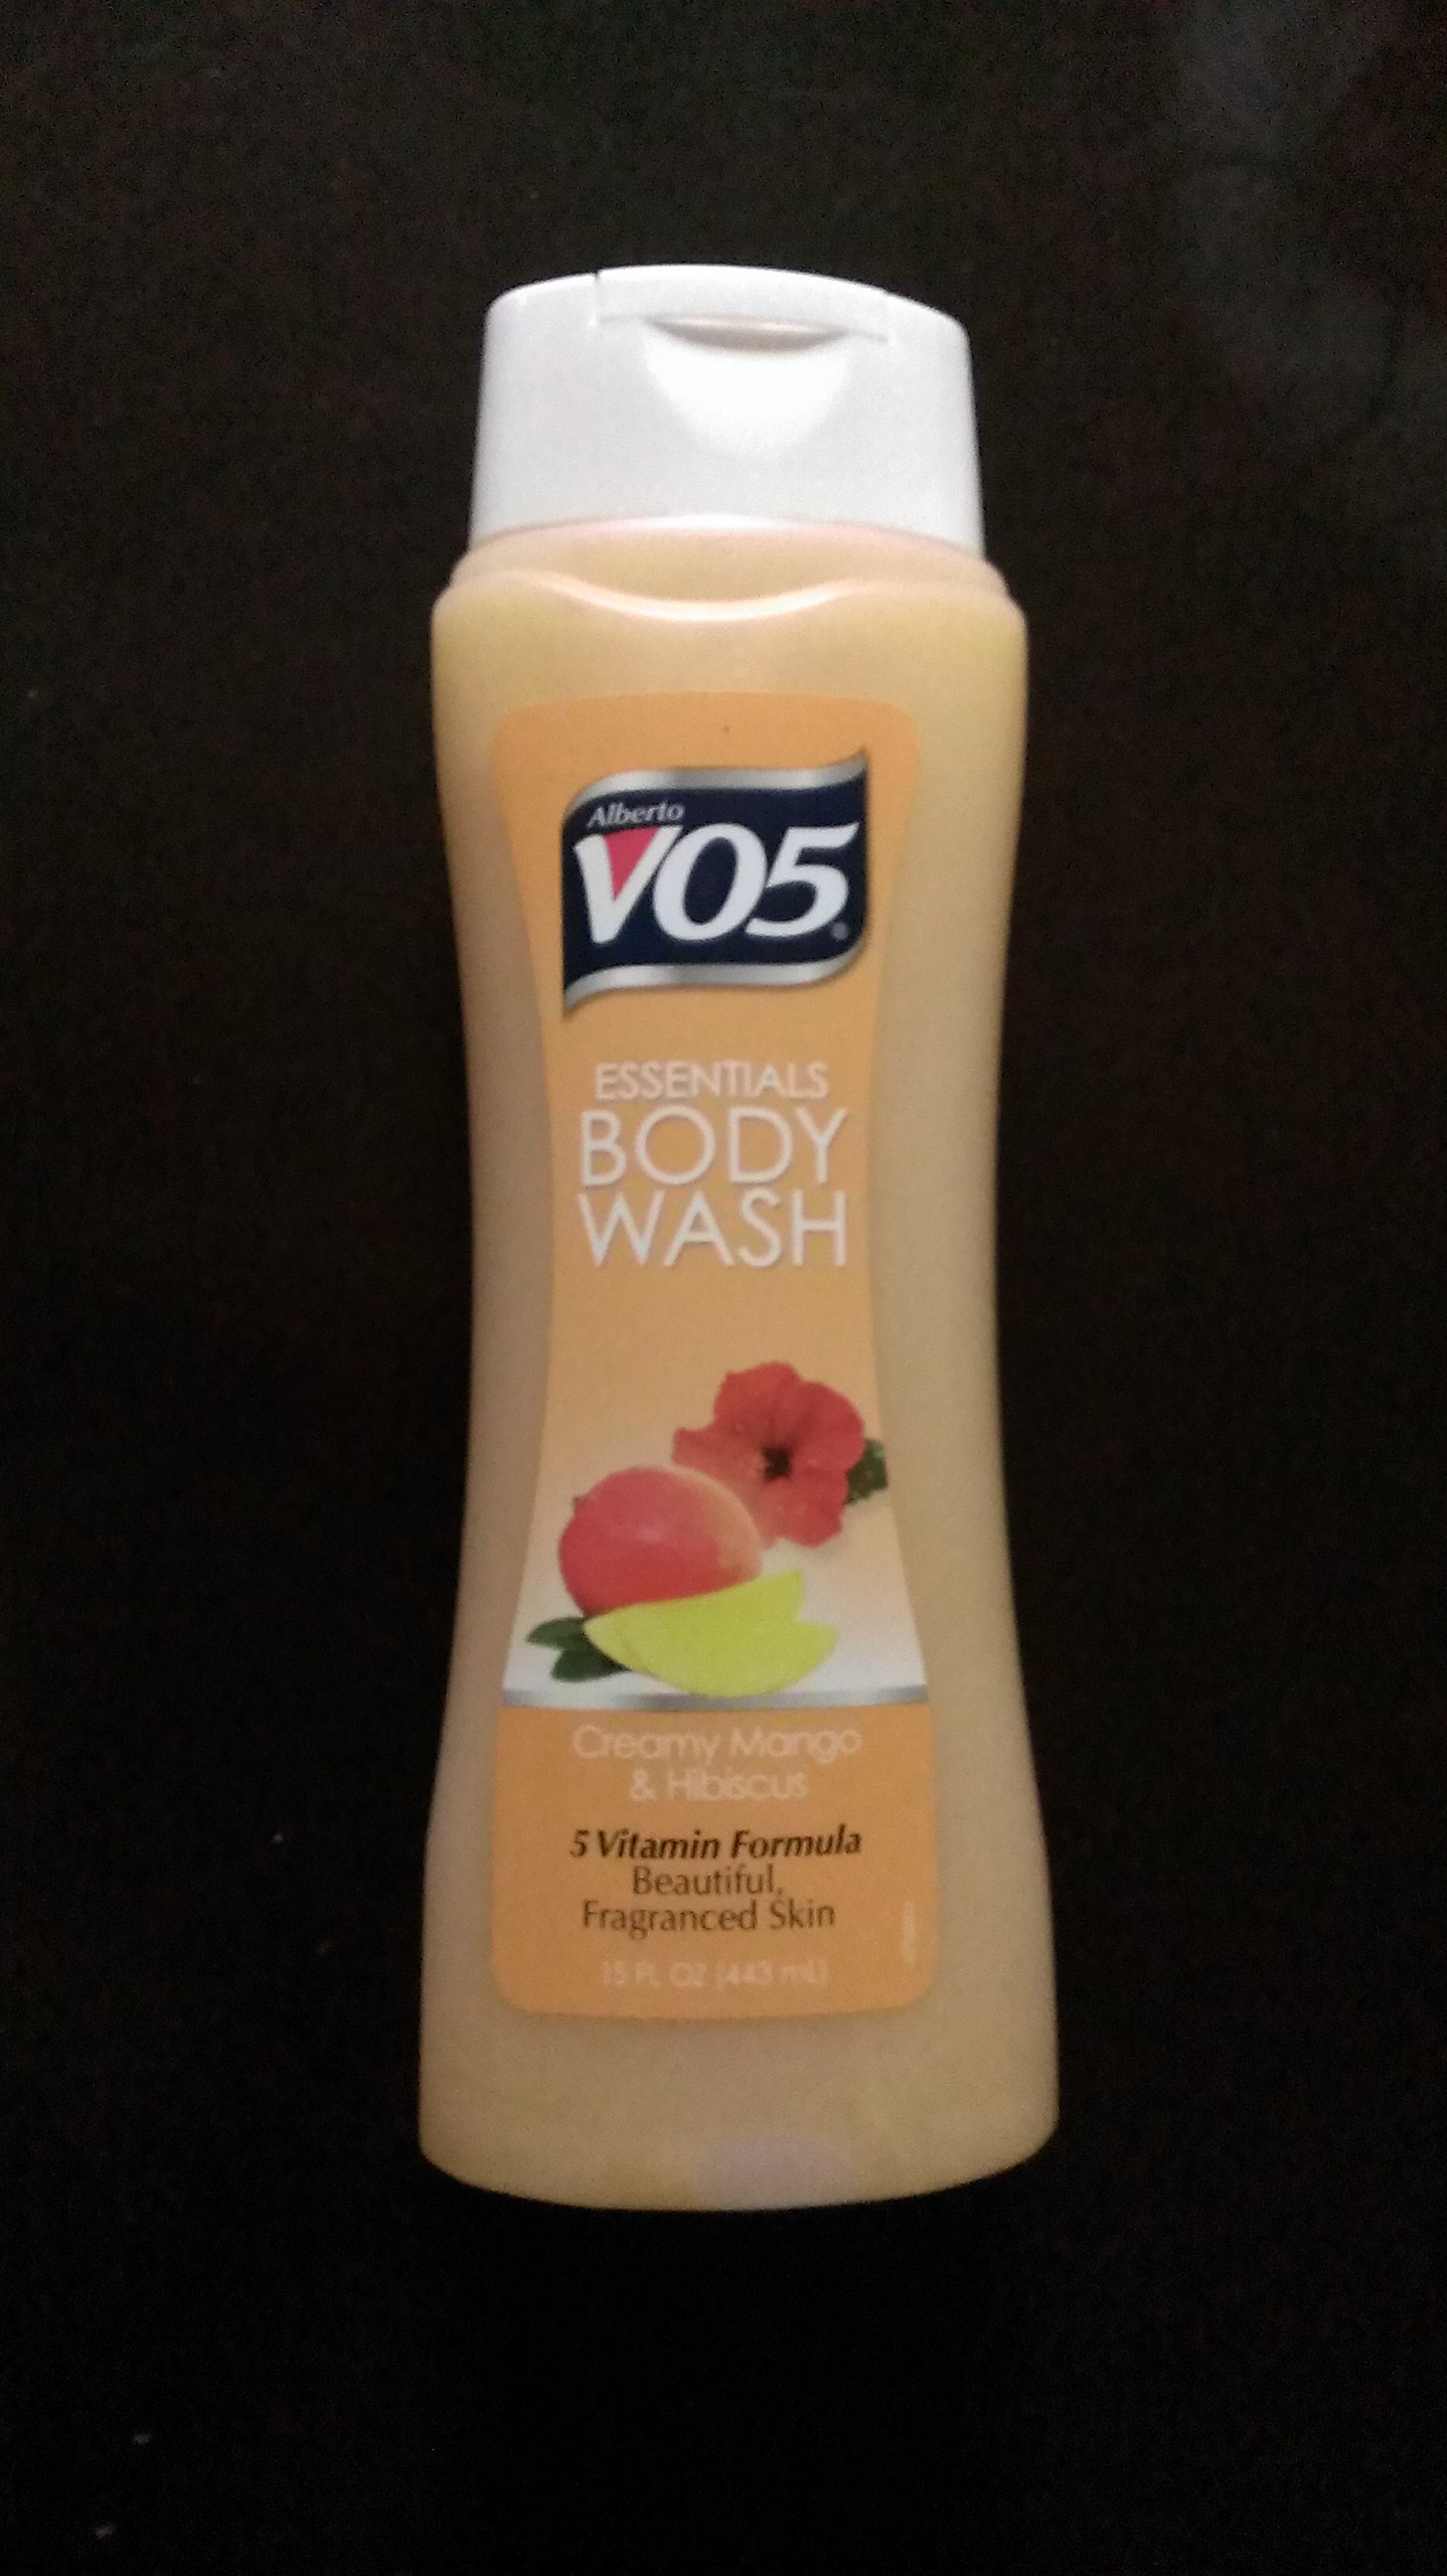 Alberto
VO5®
ESSENTIALS
BODY
WASH
Creamy Mango
& Hibiscus
5 Vitamin Formula
Beautiful,
Fragranced Skin
15 FL OZ (443 mL)